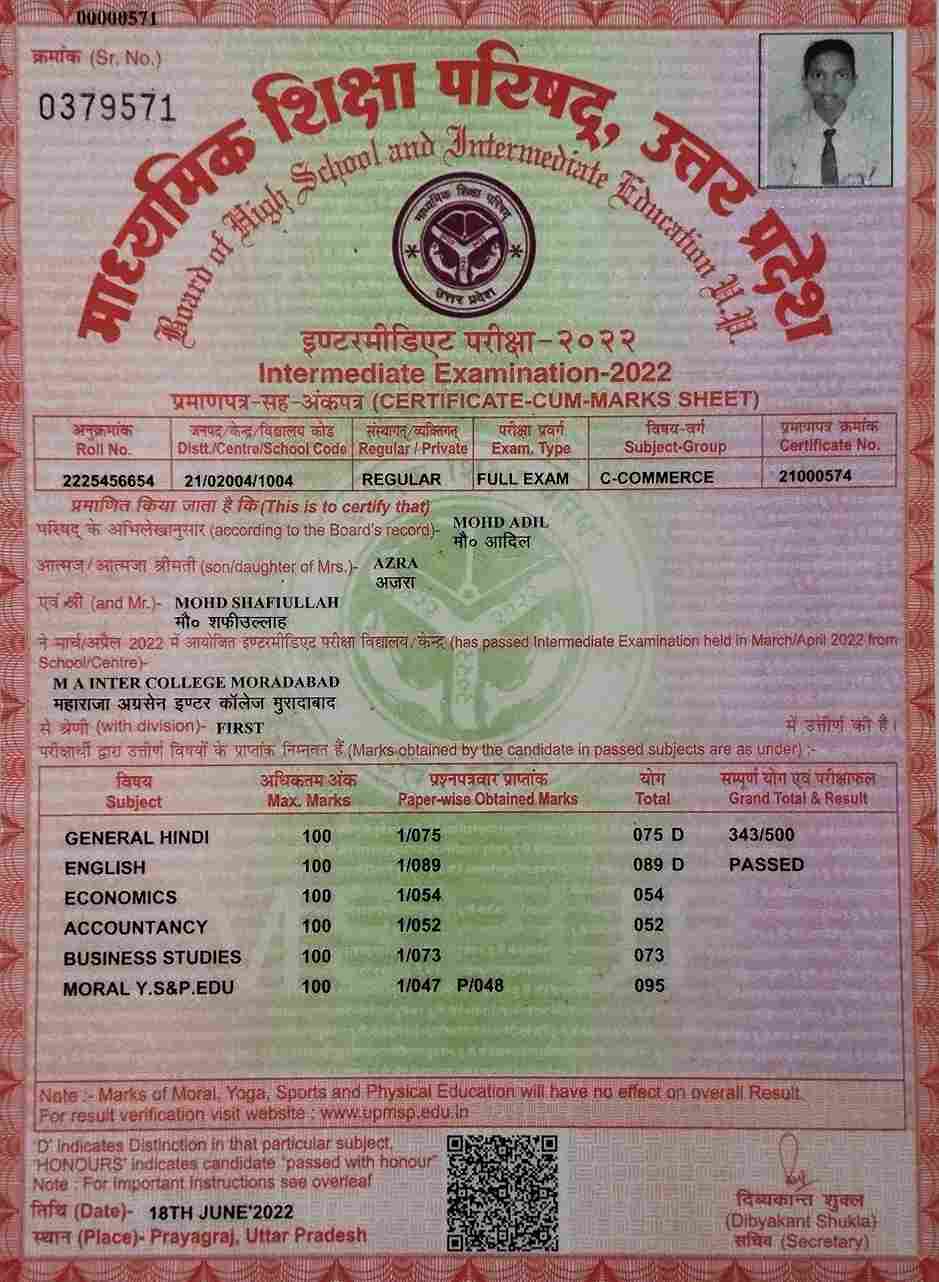 00000571
क्रमांक (Sr. No.)
0379571
माध्यमिक शिक्षा परिषद्, उत्तर प्रदेश
Board of High School and Intermediate Education U.P.
माध्यमिक शिक्षा परिषद्
उत्तर प्रदेश
इण्टरमीडिएट परीक्षा-२०२२
Intermediate Examination-2022
प्रमाणपत्र-सह-अंकपत्र (CERTIFICATE-CUM-MARKS SHEET)
अनुक्रमांक जनपद/केन्द्र/विद्यालय कोड संस्थागत/व्यक्तिगत् परीक्षा प्रवर्ग विषय-वर्ग प्रमाणपत्र क्रमांक
Roll No. Distt./Centre/School Code Regular / Private Exam. Type Subject-Group Certificate No.
2225456654 21/02004/1004 REGULAR FULL EXAM C-COMMERCE 21000574
प्रमाणित किया जाता है कि (This is to certify that)
परिषद् के अभिलेखानुसार (according to the Board's record)- MOHD ADIL
मौ० आदिल
आत्मज/आत्मजा श्रीमती (son/daughter of Mrs.)- AZRA
अज़रा
एवं श्री (and Mr.)- MOHD SHAFIULLAH
मौ० शफीउल्लाह
ने मार्च/अप्रैल 2022 में आयोजित इण्टरमीडिएट परीक्षा विद्यालय/केन्द्र (has passed Intermediate Examination held in March/April 2022 from
School/Centre)-
M A INTER COLLEGE MORADABAD
महाराजा अग्रसेन इण्टर कॉलेज मुरादाबाद
से श्रेणी (with division)- FIRST में उत्तीर्ण की है।
परीक्षार्थी द्वारा उत्तीर्ण विषयों के प्राप्तांक निम्नवत हैं (Marks obtained by the candidate in passed subjects are as under) :-
विषय अधिकतम अंक प्रश्नपत्रवार प्राप्तांक योग सम्पूर्ण योग एवं परीक्षाफल
Subject Max. Marks Paper-wise Obtained Marks Total Grand Total & Result
GENERAL HINDI 100 1/075 075 D 343/500
ENGLISH 100 1/089 089 D PASSED
ECONOMICS 100 1/054 054
ACCOUNTANCY 100 1/052 052
BUSINESS STUDIES 100 1/073 073
MORAL Y.S&P.EDU 100 1/047 P/048 095
Note :- Marks of Moral, Yoga, Sports and Physical Education will have no effect on overall Result.
For result verification visit website : www.upmsp.edu.in
'D' Indicates Distinction in that particular subject,
'HONOURS' indicates candidate "passed with honour"
Note : For Important Instructions see overleaf
तिथि (Date)- 18TH JUNE'2022
स्थान (Place)- Prayagraj, Uttar Pradesh
दिव्यकान्त शुक्ल
(Dibyakant Shukla)
सचिव (Secretary)